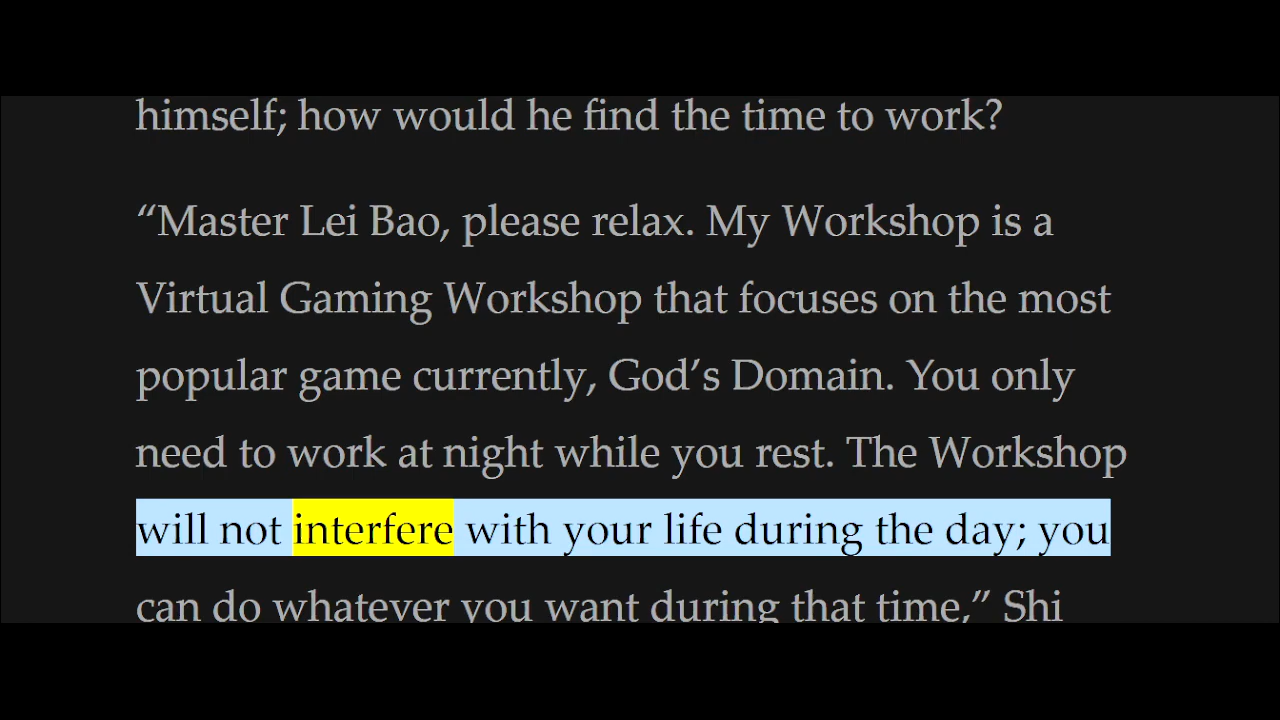 himself; how would he find the time to work?
“Master Lei Bao, please relax. My Workshop is a
Virtual Gaming Workshop that focuses on the most
popular game currently, God’s Domain. You only
need to work at night while you rest. The Workshop
will not interfere with your life during the day; you
can do whatever you want during that time,” Shi